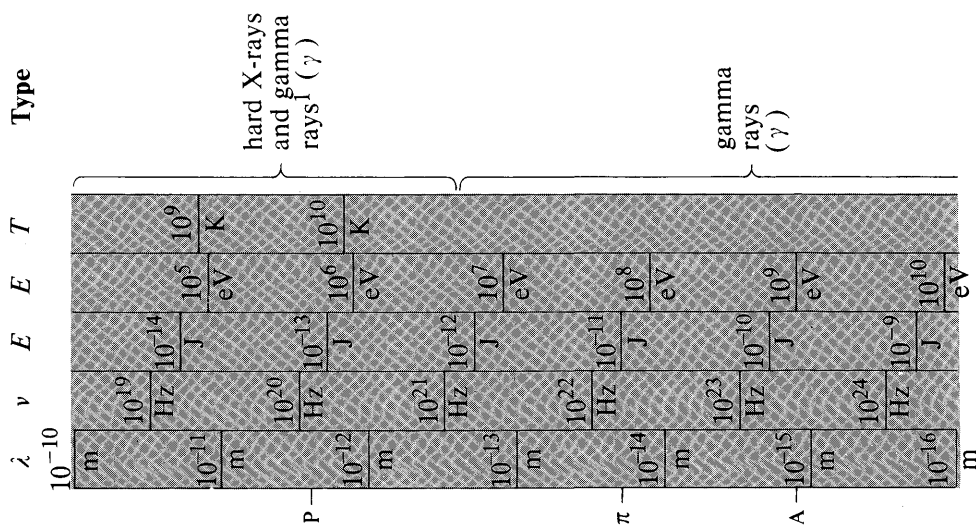 λ ν E E T Type
10⁻¹⁰
m
10⁻¹¹
m
10⁻¹²
m
10⁻¹³
m
10⁻¹⁴
m
10⁻¹⁵
m
10⁻¹⁶
m
P
π
A
10¹⁹
Hz
10²⁰
Hz
10²¹
Hz
10²²
Hz
10²³
Hz
10²⁴
Hz
10⁻¹⁴
J
10⁻¹³
J
10⁻¹²
J
10⁻¹¹
J
10⁻¹⁰
J
10⁻⁹
J
10⁵
eV
10⁶
eV
10⁷
eV
10⁸
eV
10⁹
eV
10¹⁰
eV
10⁹
K
10¹⁰
K
hard X-rays
and gamma
rays¹ (γ)
gamma
rays
(γ)